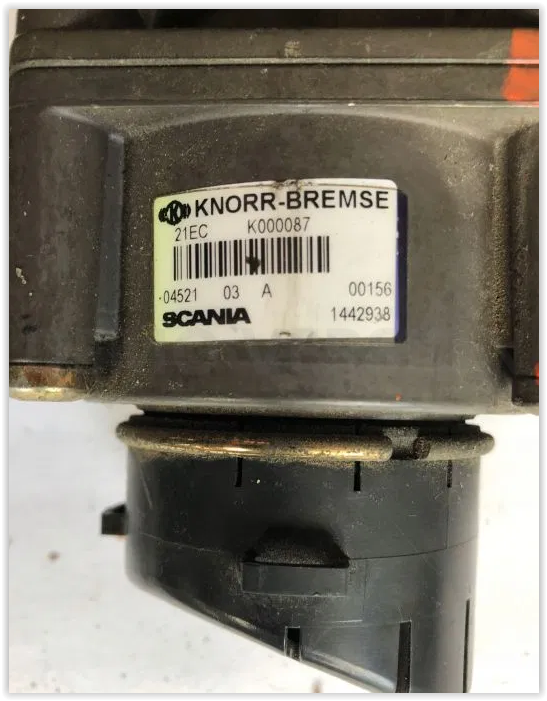 KNORR-BREMSE
21EC K000087
04521 03 A 00156
SCANIA 1442938